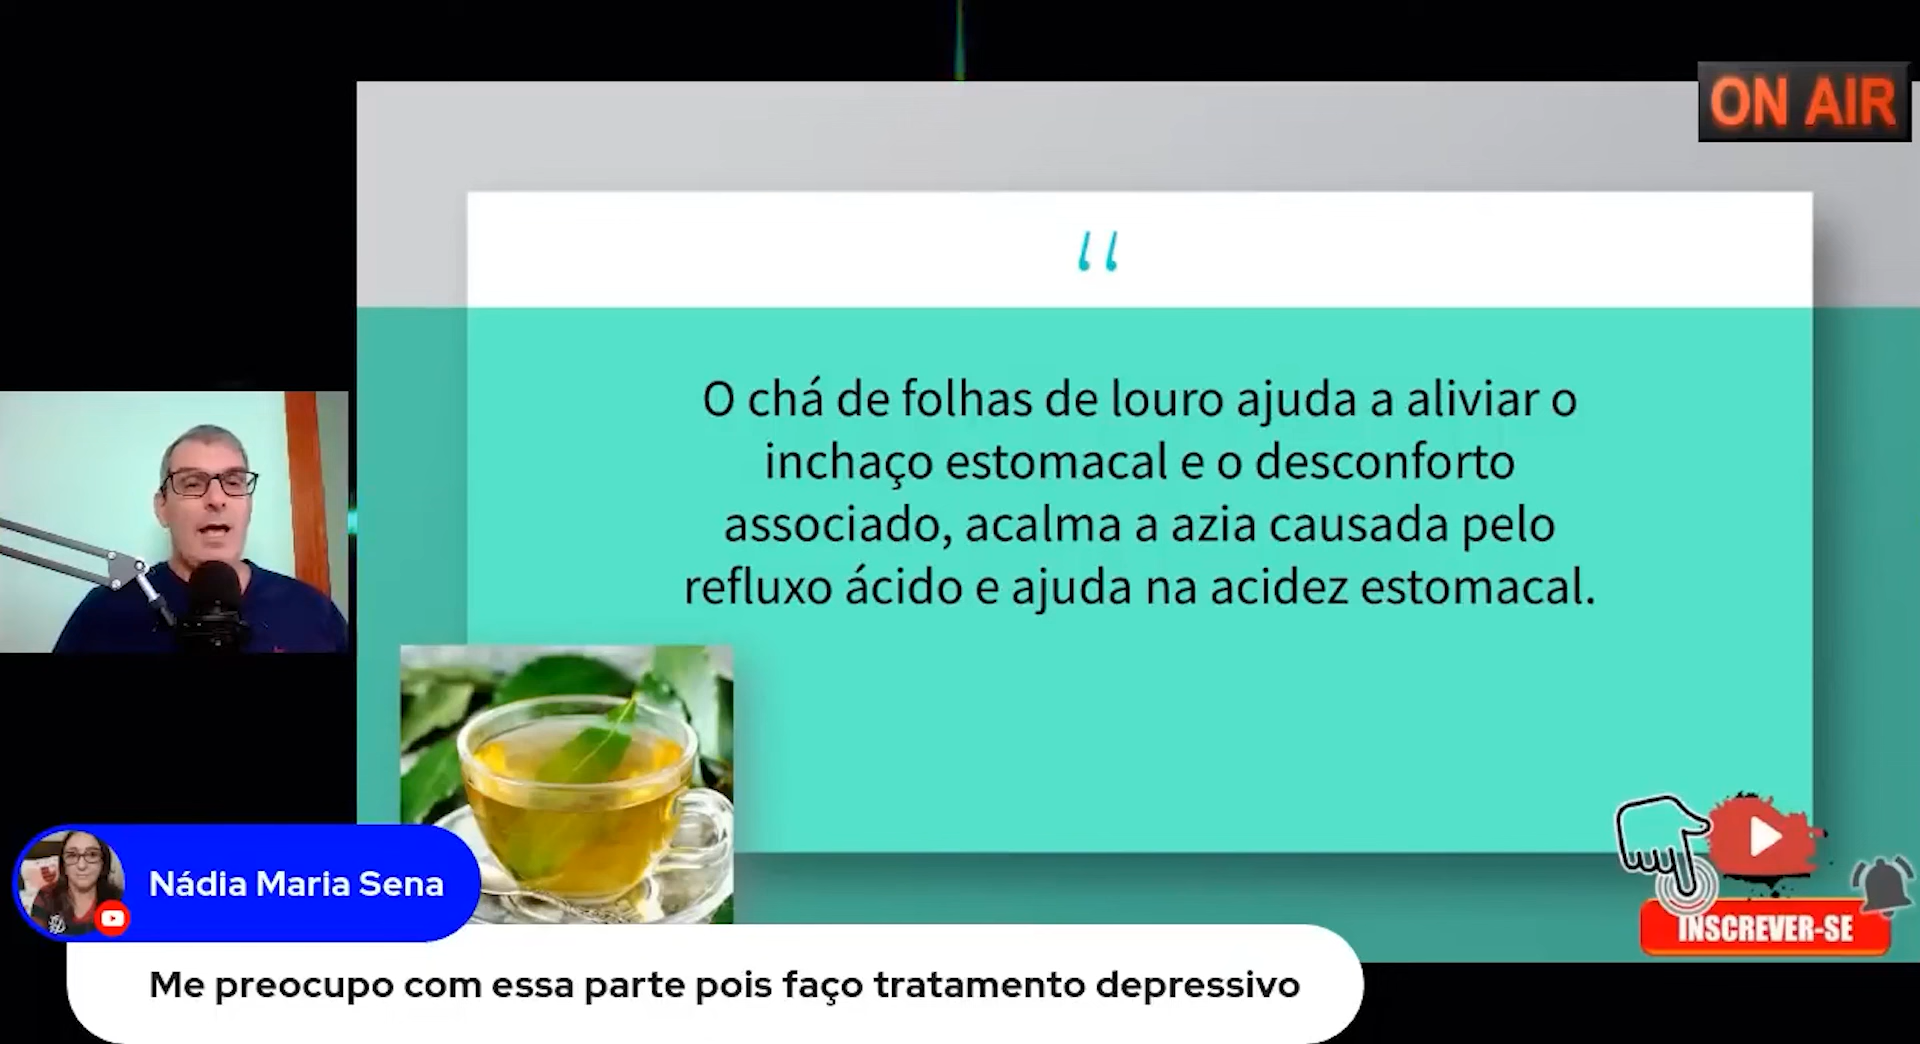 ON AIR
“
O chá de folhas de louro ajuda a aliviar o
inchaço estomacal e o desconforto
associado, acalma a azia causada pelo
refluxo ácido e ajuda na acidez estomacal.
Nádia Maria Sena
Me preocupo com essa parte pois faço tratamento depressivo
INSCREVER-SE